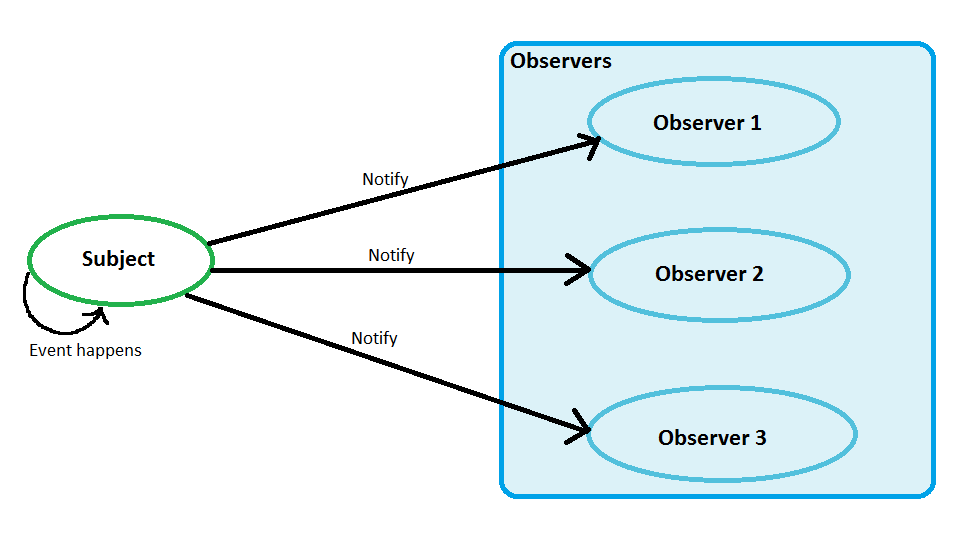 Observers
Observer 1
Notify
Subject
Notify
Observer 2
Notify
Event happens
Observer 3